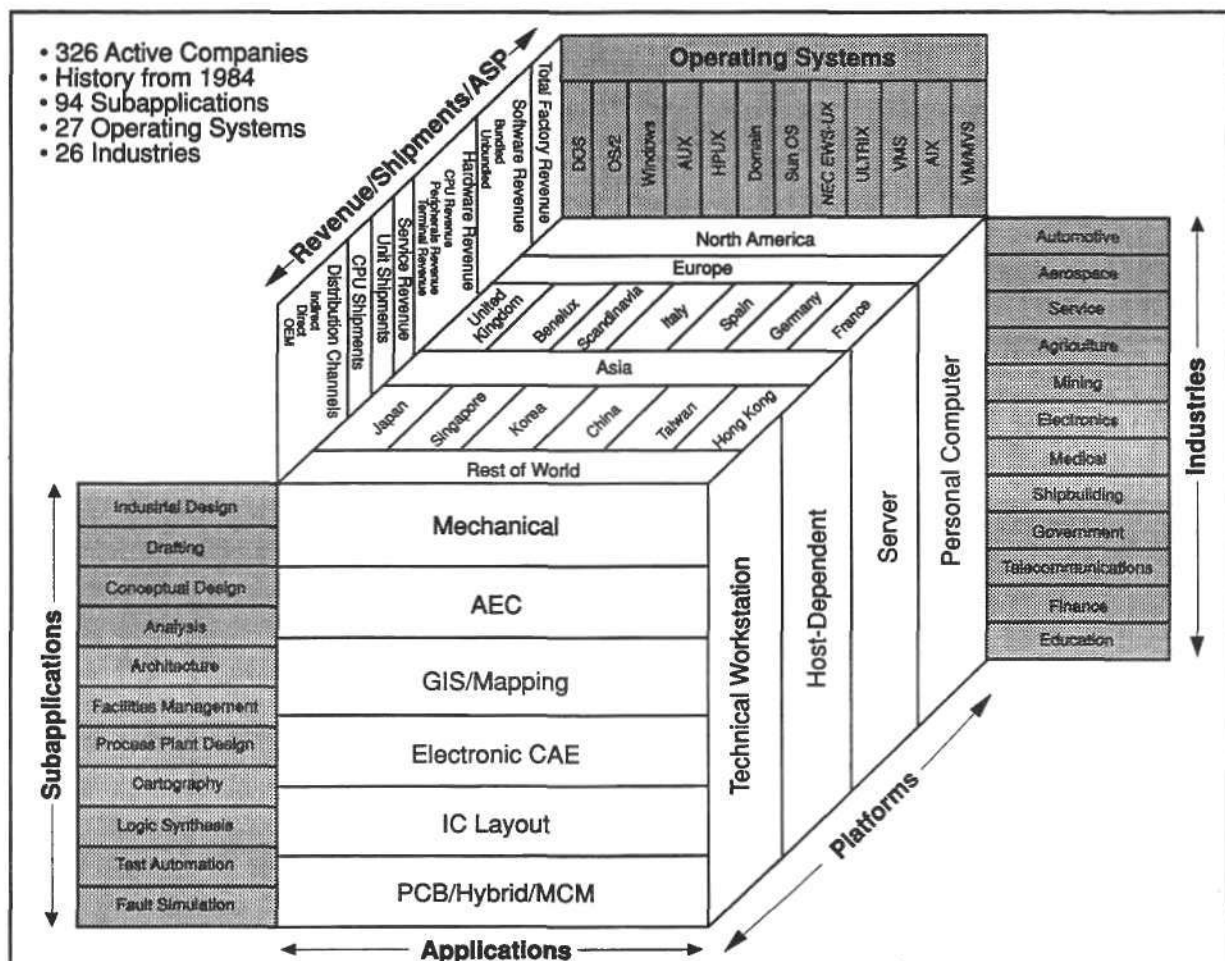 • 326 Active Companies
• History from 1984
• 94 Subapplications
• 27 Operating Systems
• 26 Industries
Revenue/Shipments/ASP
Total Factory Revenue
Software Revenue
Bundled
Unbundled
Hardware Revenue
CPU Revenue
Peripherals Revenue
Terminal Revenue
Service Revenue
Unit Shipments
CPU Shipments
Distribution Channels
Indirect
Direct
OEM
Operating Systems
DOS
OS/2
Windows
AUX
HPUX
Domain
Sun OS
NEC EWS-UX
ULTRIX
VMS
AIX
VM/MVS
North America
Europe
United Kingdom
Benelux
Scandinavia
Italy
Spain
Germany
France
Asia
Japan
Singapore
Korea
China
Taiwan
Hong Kong
Rest of World
Industries
Automotive
Aerospace
Service
Agriculture
Mining
Electronics
Medical
Shipbuilding
Government
Telecommunications
Finance
Education
Subapplications
Industrial Design
Drafting
Conceptual Design
Analysis
Architecture
Facilities Management
Process Plant Design
Cartography
Logic Synthesis
Test Automation
Fault Simulation
Mechanical
AEC
GIS/Mapping
Electronic CAE
IC Layout
PCB/Hybrid/MCM
Applications
Technical Workstation
Host-Dependent
Server
Personal Computer
Platforms